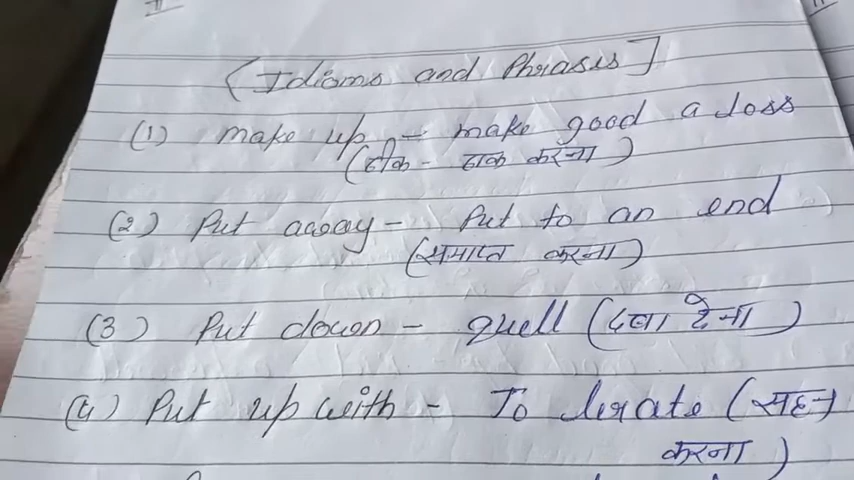 [Idioms and Phrases]
(1) make up - make good a loss
(ठीक - ठाक करना)
(2) Put away - Put to an end
(समाप्त करना)
(3) Put down - quell (दबा देना)
(4) Put up with - To lerate (सहन
करना)